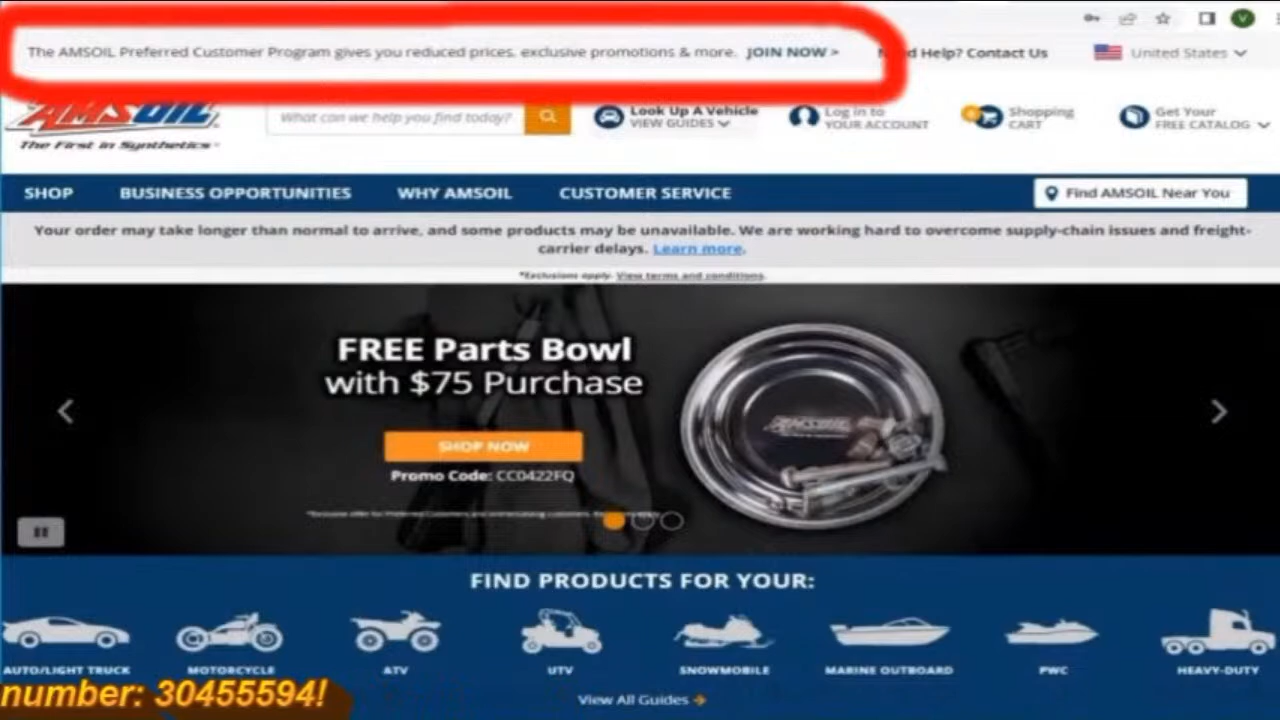 The AMSOIL Preferred Customer Program gives you reduced prices, exclusive promotions & more. JOIN NOW >
Help? Contact Us
United States
AMSOIL
The First in Synthetics
What can we help you find today?
Look Up A Vehicle
VIEW GUIDES
Log in to
YOUR ACCOUNT
Shopping
CART
Get Your
FREE CATALOG
SHOP
BUSINESS OPPORTUNITIES
WHY AMSOIL
CUSTOMER SERVICE
Find AMSOIL Near You
Your order may take longer than normal to arrive, and some products may be unavailable. We are working hard to overcome supply-chain issues and freight-
carrier delays. Learn more.
*Exclusions apply. View terms and conditions.
FREE Parts Bowl
with $75 Purchase
SHOP NOW
Promo Code: CC0422FQ
AMSOIL
FIND PRODUCTS FOR YOUR:
AUTO/LIGHT TRUCK
MOTORCYCLE
ATV
UTV
SNOWMOBILE
MARINE OUTBOARD
PWC
HEAVY-DUTY
number: 30455594!
View All Guides